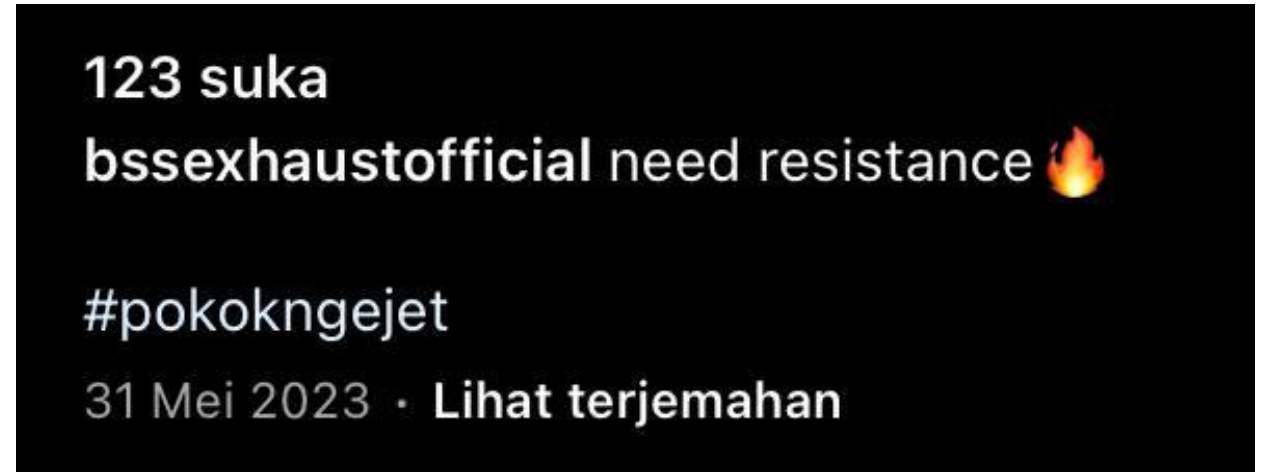 123 suka
bssexhaustofficial need resistance🔥
#pokokngejet
31 Mei 2023 · Lihat terjemahan